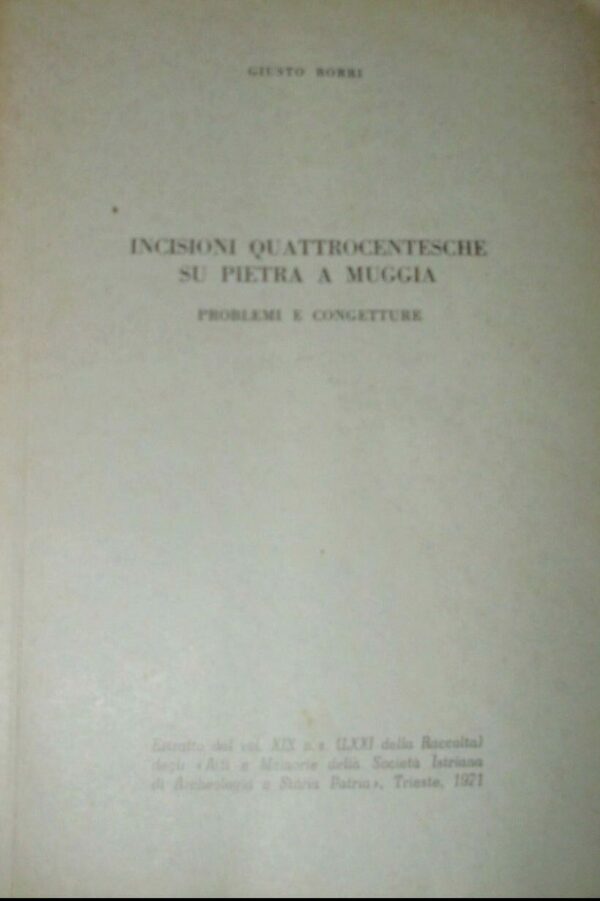 GIUSTO BORRI
INCISIONI QUATTROCENTESCHE
SU PIETRA A MUGGIA
PROBLEMI E CONGETTURE
Estratto dal vol. XIX n. s. (LXXI della Raccolta)
degli «Atti e Memorie della Società Istriana
di Archeologia e Storia Patria», Trieste, 1971